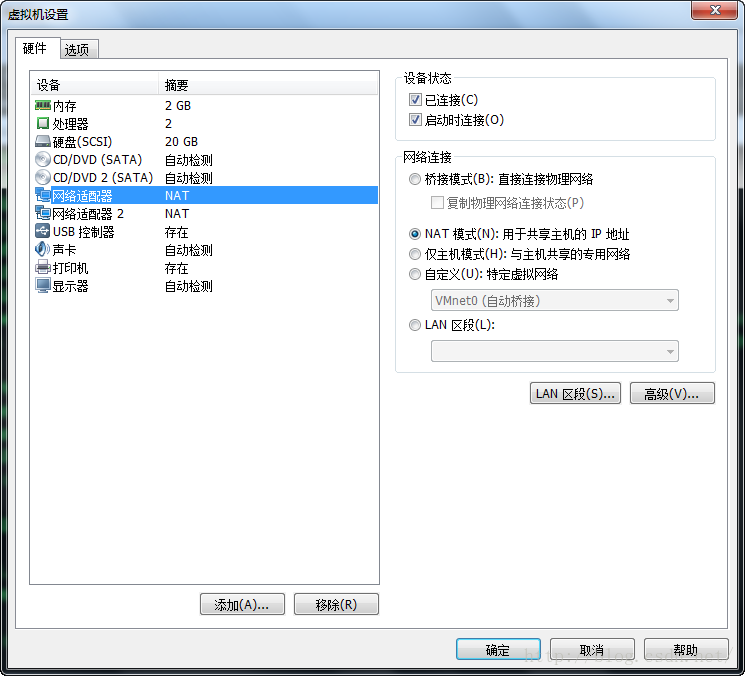 虚拟机设置
硬件 选项
设备 摘要
内存 2 GB
处理器 2
硬盘(SCSI) 20 GB
CD/DVD (SATA) 自动检测
CD/DVD 2 (SATA) 自动检测
网络适配器 NAT
网络适配器 2 NAT
USB 控制器 存在
声卡 自动检测
打印机 存在
显示器 自动检测
添加(A)... 移除(R)
设备状态
已连接(C)
启动时连接(O)
网络连接
桥接模式(B): 直接连接物理网络
复制物理网络连接状态(P)
NAT 模式(N): 用于共享主机的 IP 地址
仅主机模式(H): 与主机共享的专用网络
自定义(U): 特定虚拟网络
VMnet0 (自动桥接)
LAN 区段(L):
LAN 区段(S)... 高级(V)...
确定 取消 帮助
http://blog.csdn.net/